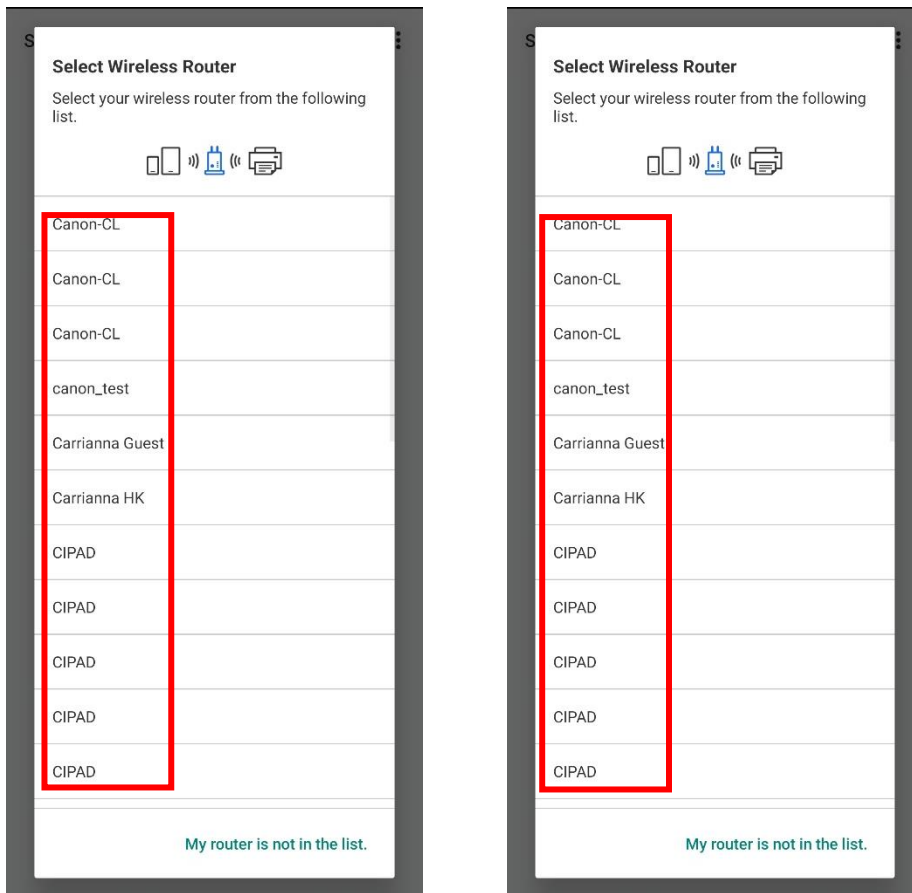 S
Select Wireless Router
Select your wireless router from the following
list.
Canon-CL
Canon-CL
Canon-CL
canon_test
Carrianna Guest
Carrianna HK
CIPAD
CIPAD
CIPAD
CIPAD
CIPAD
My router is not in the list.
S
Select Wireless Router
Select your wireless router from the following
list.
Canon-CL
Canon-CL
Canon-CL
canon_test
Carrianna Guest
Carrianna HK
CIPAD
CIPAD
CIPAD
CIPAD
CIPAD
My router is not in the list.